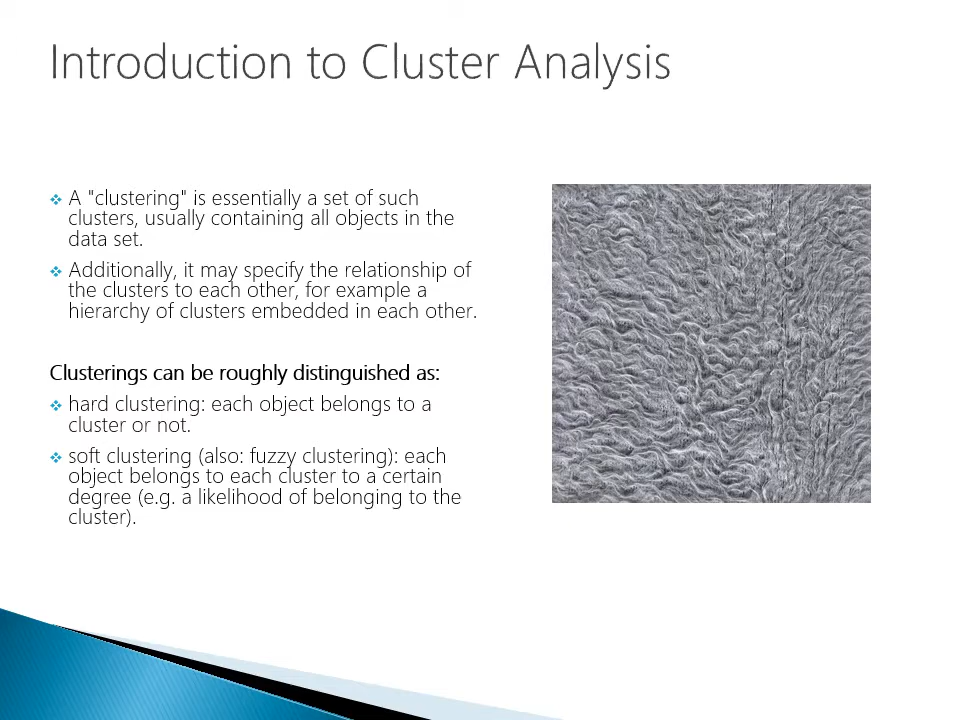 Introduction to Cluster Analysis
❖ A "clustering" is essentially a set of such
clusters, usually containing all objects in the
data set.
❖ Additionally, it may specify the relationship of
the clusters to each other, for example a
hierarchy of clusters embedded in each other.
Clusterings can be roughly distinguished as:
❖ hard clustering: each object belongs to a
cluster or not.
❖ soft clustering (also: fuzzy clustering): each
object belongs to each cluster to a certain
degree (e.g. a likelihood of belonging to the
cluster).